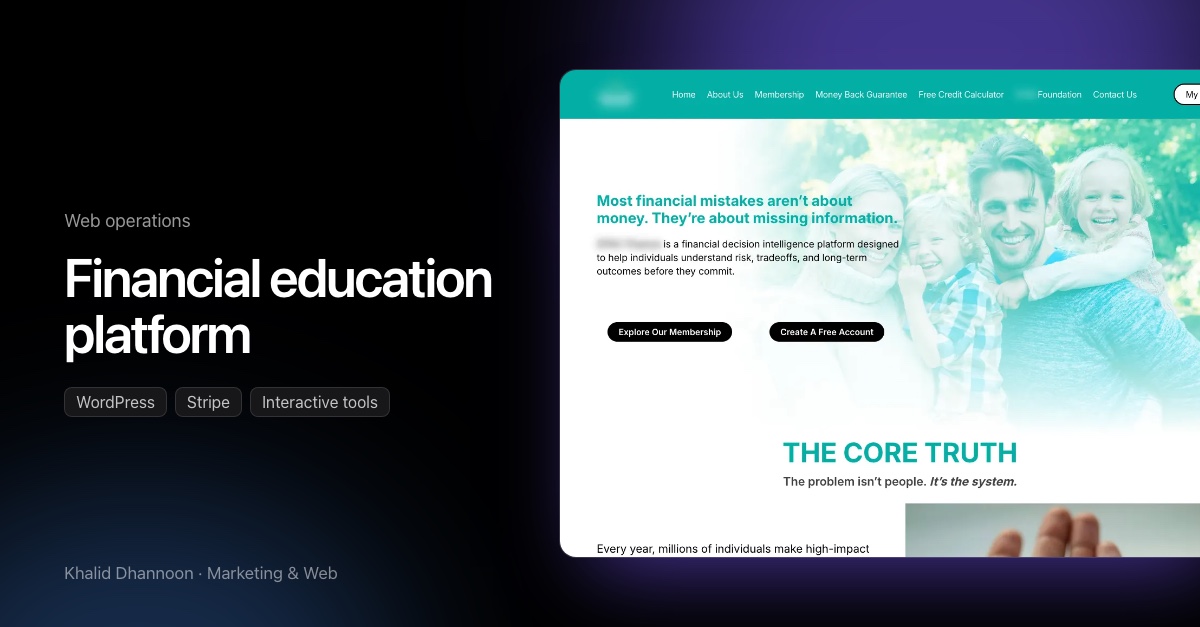 Web operations
Financial education
platform
WordPress Stripe Interactive tools
Khalid Dhannoon · Marketing & Web
Home About Us Membership Money Back Guarantee Free Credit Calculator Foundation Contact Us My
Most financial mistakes aren’t about
money. They’re about missing information.
is a financial decision intelligence platform designed
to help individuals understand risk, tradeoffs, and long-term
outcomes before they commit.
Explore Our Membership Create A Free Account
THE CORE TRUTH
The problem isn’t people. It’s the system.
Every year, millions of individuals make high-impact